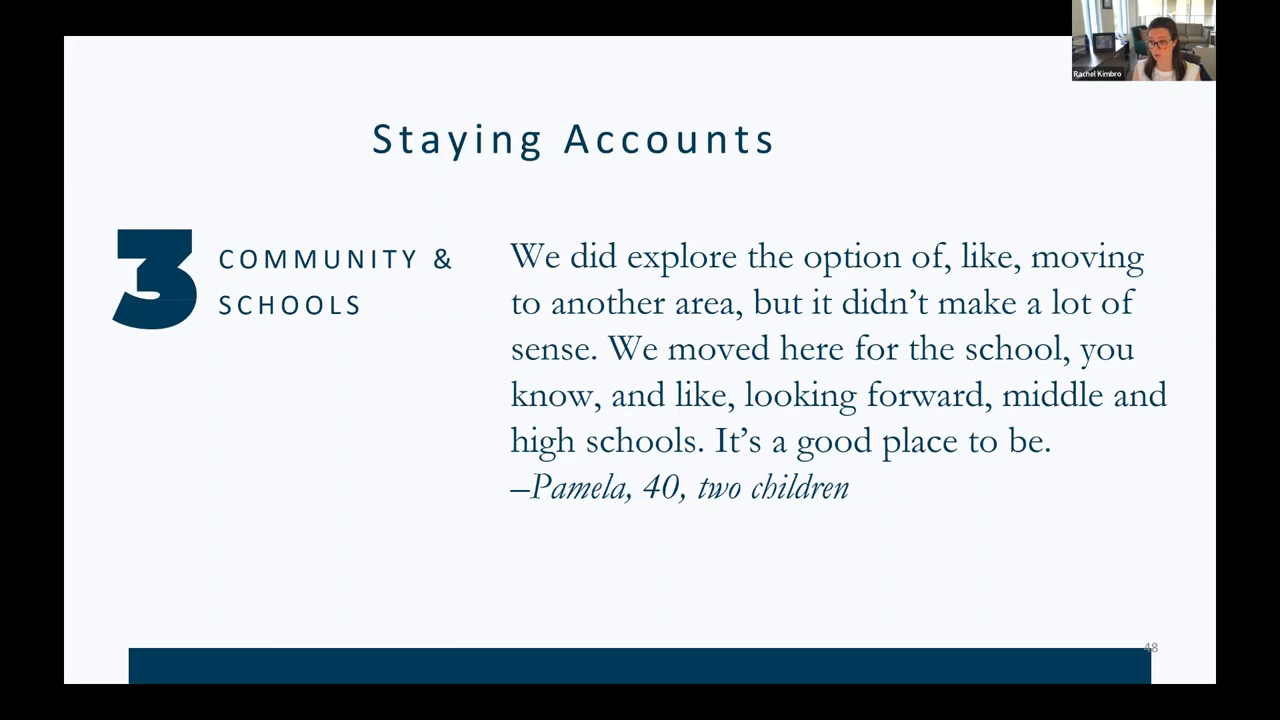 Rachel Kimbro
Staying Accounts
3
COMMUNITY &
SCHOOLS
We did explore the option of, like, moving
to another area, but it didn’t make a lot of
sense. We moved here for the school, you
know, and like, looking forward, middle and
high schools. It’s a good place to be.
–Pamela, 40, two children
48